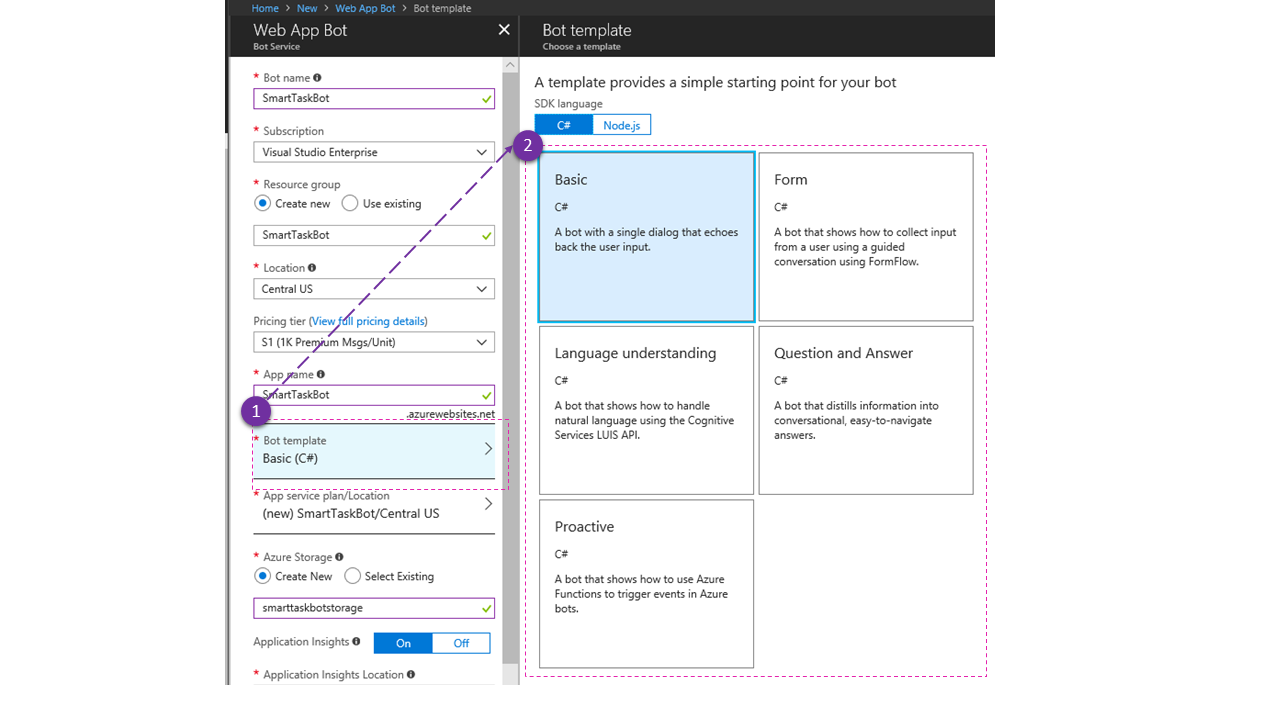 Home > New > Web App Bot > Bot template
Web App Bot
Bot Service
* Bot name
SmartTaskBot
* Subscription
Visual Studio Enterprise
* Resource group
Create new Use existing
SmartTaskBot
* Location
Central US
Pricing tier (View full pricing details)
S1 (1K Premium Msgs/Unit)
* App name
SmartTaskBot
.azurewebsites.net
1
* Bot template
Basic (C#)
* App service plan/Location
(new) SmartTaskBot/Central US
* Azure Storage
Create New Select Existing
smarttaskbotstorage
Application Insights On Off
* Application Insights Location
Bot template
Choose a template
A template provides a simple starting point for your bot
SDK language
C# Node.js
2
Basic
C#
A bot with a single dialog that echoes
back the user input.
Form
C#
A bot that shows how to collect input
from a user using a guided
conversation using FormFlow.
Language understanding
C#
A bot that shows how to handle
natural language using the Cognitive
Services LUIS API.
Question and Answer
C#
A bot that distills information into
conversational, easy-to-navigate
answers.
Proactive
C#
A bot that shows how to use Azure
Functions to trigger events in Azure
bots.